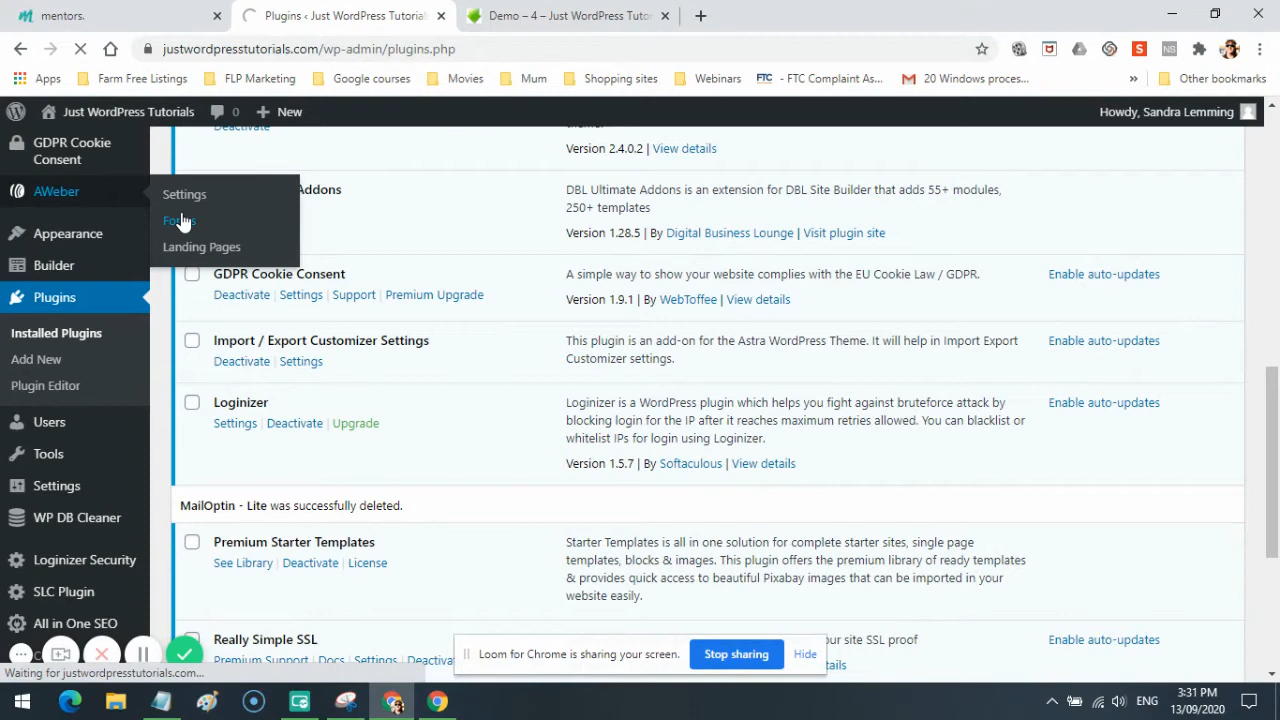 mentors.
Plugins ‹ Just WordPress Tutorial
Demo – 4 – Just WordPress Tutor
justwordpresstutorials.com/wp-admin/plugins.php
Apps
Farm Free Listings
FLP Marketing
Google courses
Movies
Mum
Shopping sites
Webinars
FTC - FTC Complaint As...
20 Windows proces...
»
Other bookmarks
Just WordPress Tutorials
0
New
Howdy, Sandra Lemming
GDPR Cookie
Consent
AWeber
Settings
Landing Pages
Appearance
Builder
Plugins
Installed Plugins
Add New
Plugin Editor
Users
Tools
Settings
WP DB Cleaner
Loginizer Security
SLC Plugin
All in One SEO
Deactivate
Version 2.4.0.2 | View details
Addons
DBL Ultimate Addons is an extension for DBL Site Builder that adds 55+ modules,
250+ templates
Version 1.28.5 | By Digital Business Lounge | Visit plugin site
GDPR Cookie Consent
Deactivate | Settings | Support | Premium Upgrade
A simple way to show your website complies with the EU Cookie Law / GDPR.
Version 1.9.1 | By WebToffee | View details
Enable auto-updates
Import / Export Customizer Settings
Deactivate | Settings
This plugin is an add-on for the Astra WordPress Theme. It will help in Import Export
Customizer settings.
Enable auto-updates
Loginizer
Settings | Deactivate | Upgrade
Loginizer is a WordPress plugin which helps you fight against bruteforce attack by
blocking login for the IP after it reaches maximum retries allowed. You can blacklist or
whitelist IPs for login using Loginizer.
Version 1.5.7 | By Softaculous | View details
Enable auto-updates
MailOptin - Lite was successfully deleted.
Premium Starter Templates
See Library | Deactivate | License
Starter Templates is all in one solution for complete starter sites, single page
templates, blocks & images. This plugin offers the premium library of ready templates
& provides quick access to beautiful Pixabay images that can be imported in your
website easily.
Really Simple SSL
Premium Support | Docs | Settings
our site SSL proof
Enable auto-updates
Loom for Chrome is sharing your screen.
Stop sharing
Hide
Waiting for justwordpresstutorials.com...
ENG
3:31 PM
13/09/2020